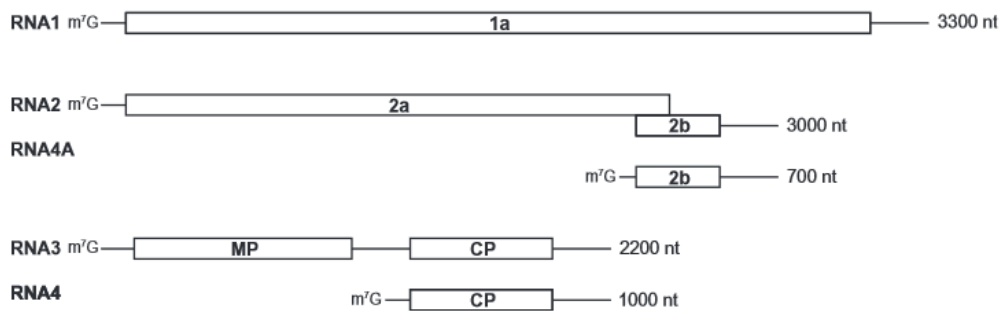 RNA1 m⁷G 1a 3300 nt
RNA2 m⁷G 2a
2b 3000 nt
RNA4A
m⁷G 2b 700 nt
RNA3 m⁷G MP CP 2200 nt
RNA4
m⁷G CP 1000 nt